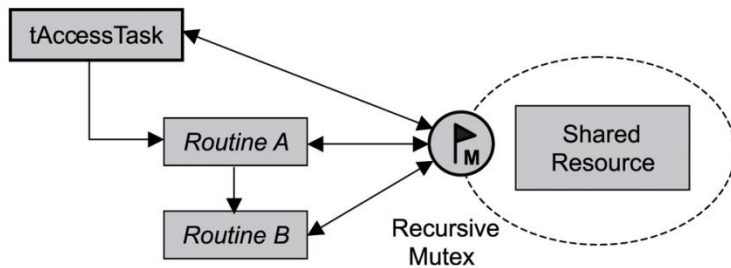 tAccessTask
Routine A
Routine B
M
Recursive
Mutex
Shared
Resource